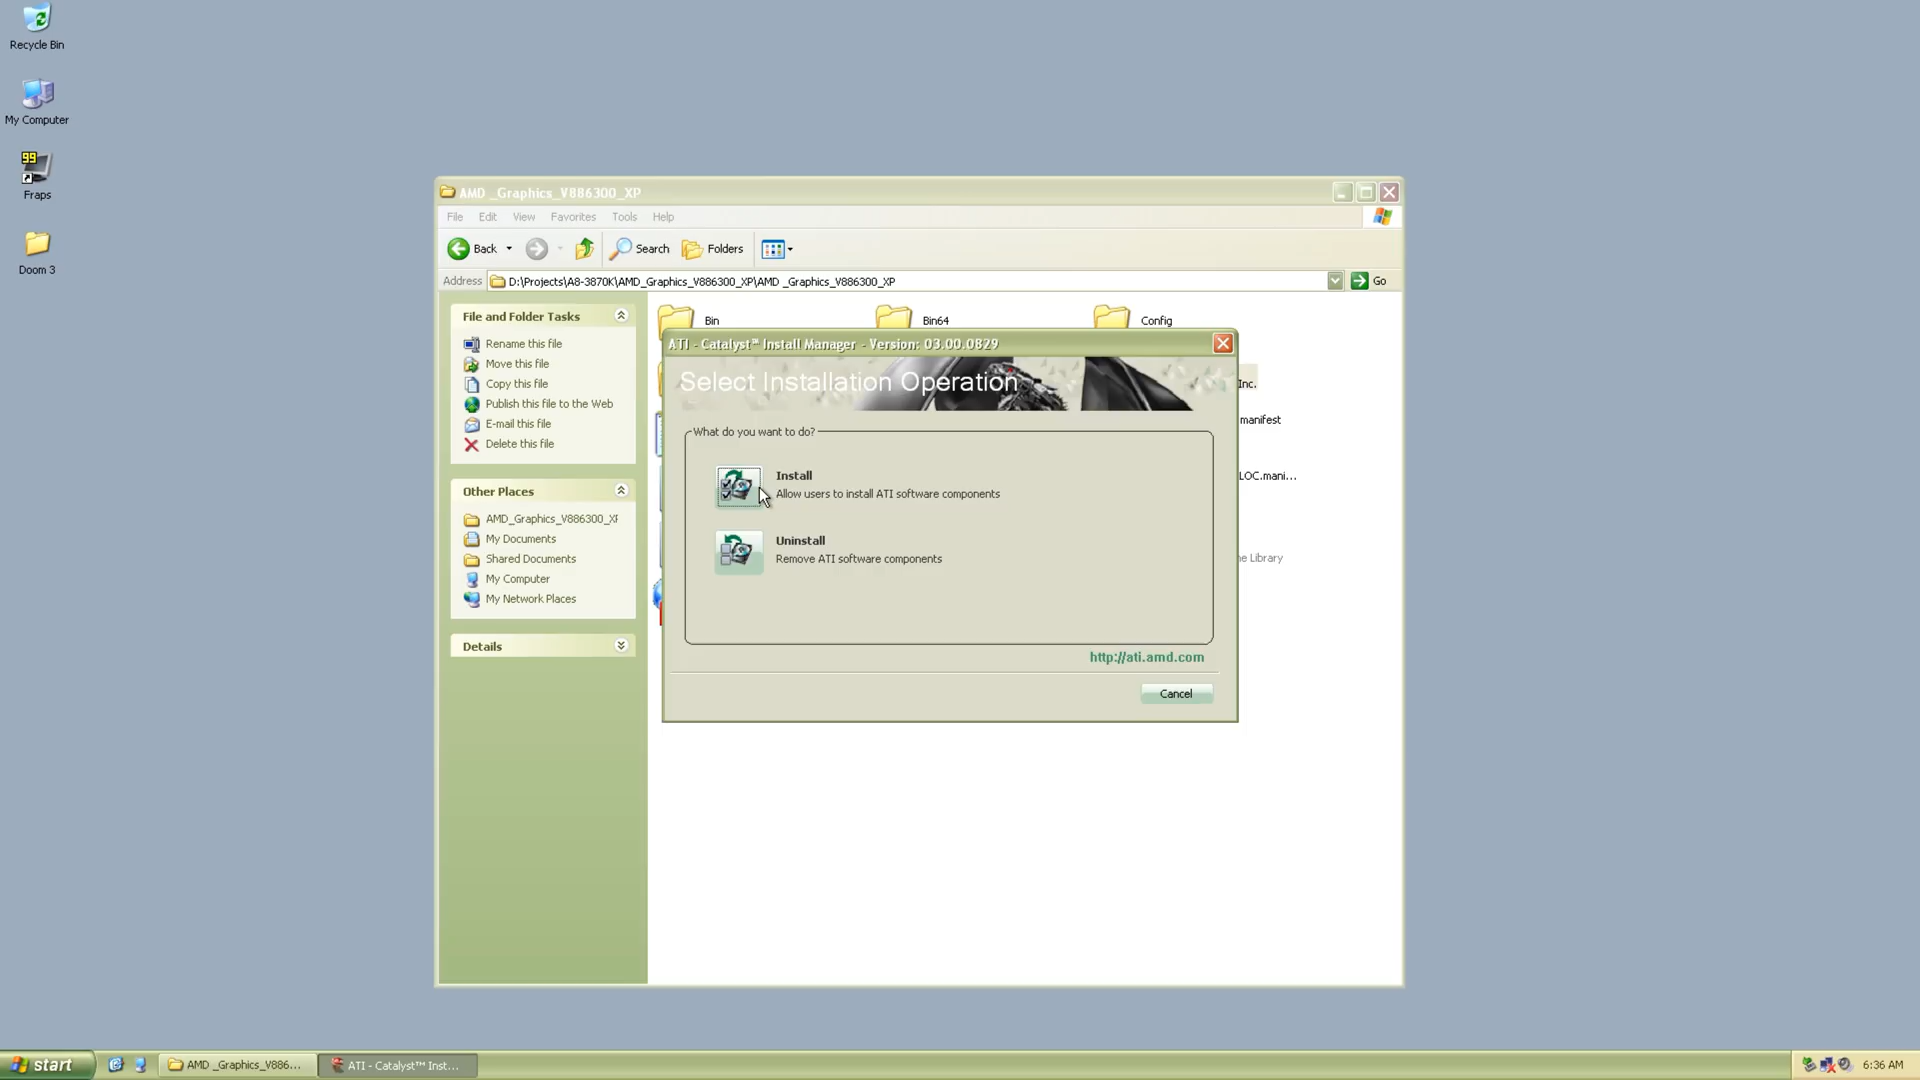 Recycle Bin
My Computer
99
Fraps
Doom 3
AMD _Graphics_V886300_XP
File Edit View Favorites Tools Help
Back Search Folders
Address D:\Projects\A8-3870K\AMD_Graphics_V886300_XP\AMD _Graphics_V886300_XP Go
File and Folder Tasks
Rename this file
Move this file
Copy this file
Publish this file to the Web
E-mail this file
Delete this file
Other Places
AMD_Graphics_V886300_XP
My Documents
Shared Documents
My Computer
My Network Places
Details
Bin Bin64 Config
Inc.
manifest
LOC.mani...
ne Library
ATI - Catalyst™ Install Manager - Version: 03.00.0829
Select Installation Operation
What do you want to do?
Install
Allow users to install ATI software components
Uninstall
Remove ATI software components
http://ati.amd.com
Cancel
start AMD _Graphics_V886... ATI - Catalyst™ Inst... 6:36 AM